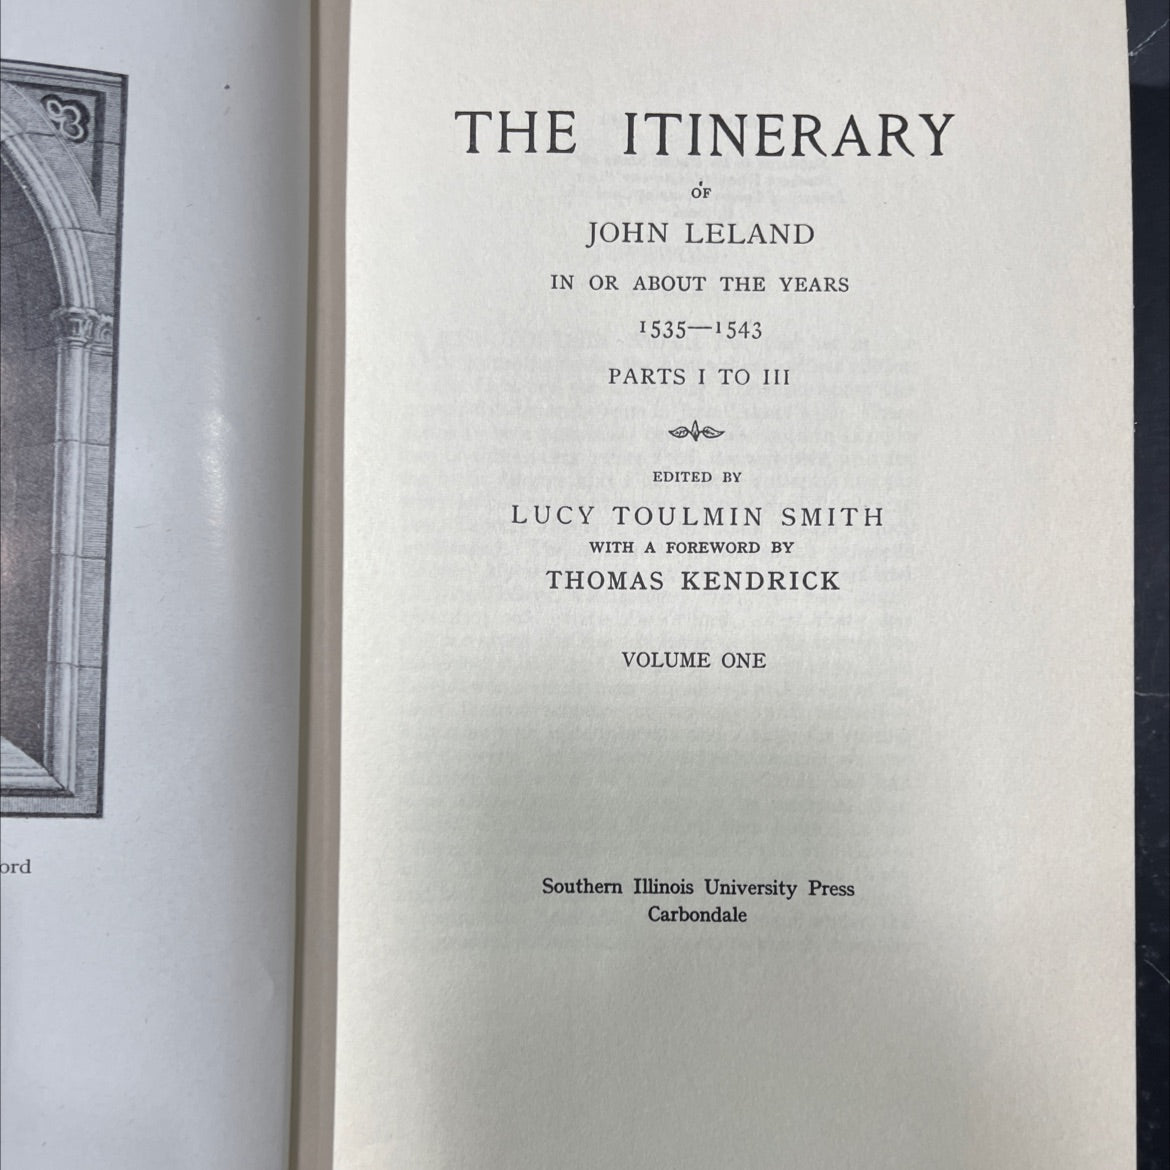 THE ITINERARY
OF
JOHN LELAND
IN OR ABOUT THE YEARS
1535—1543
PARTS I TO III
EDITED BY
LUCY TOULMIN SMITH
WITH A FOREWORD BY
THOMAS KENDRICK
VOLUME ONE
Southern Illinois University Press
Carbondale
ord